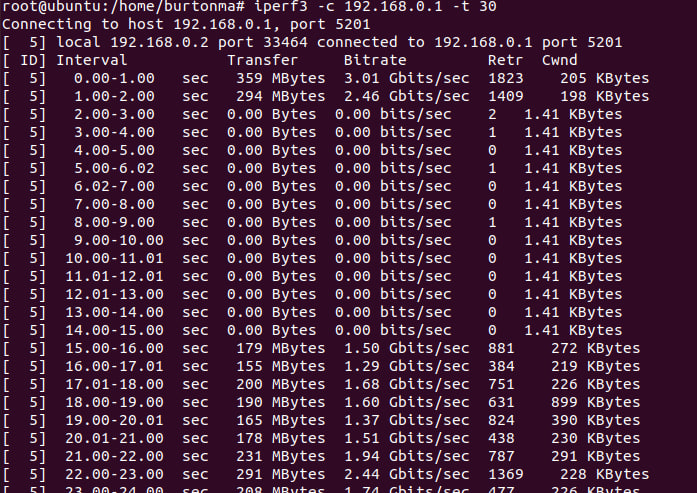 root@ubuntu:/home/burtonma# iperf3 -c 192.168.0.1 -t 30
Connecting to host 192.168.0.1, port 5201
[  5] local 192.168.0.2 port 33464 connected to 192.168.0.1 port 5201
[ ID] Interval           Transfer     Bitrate         Retr  Cwnd
[  5]   0.00-1.00   sec   359 MBytes  3.01 Gbits/sec  1823    205 KBytes
[  5]   1.00-2.00   sec   294 MBytes  2.46 Gbits/sec  1409    198 KBytes
[  5]   2.00-3.00   sec  0.00 Bytes  0.00 bits/sec    2   1.41 KBytes
[  5]   3.00-4.00   sec  0.00 Bytes  0.00 bits/sec    1   1.41 KBytes
[  5]   4.00-5.00   sec  0.00 Bytes  0.00 bits/sec    0   1.41 KBytes
[  5]   5.00-6.02   sec  0.00 Bytes  0.00 bits/sec    1   1.41 KBytes
[  5]   6.02-7.00   sec  0.00 Bytes  0.00 bits/sec    0   1.41 KBytes
[  5]   7.00-8.00   sec  0.00 Bytes  0.00 bits/sec    0   1.41 KBytes
[  5]   8.00-9.00   sec  0.00 Bytes  0.00 bits/sec    1   1.41 KBytes
[  5]   9.00-10.00  sec  0.00 Bytes  0.00 bits/sec    0   1.41 KBytes
[  5]  10.00-11.01  sec  0.00 Bytes  0.00 bits/sec    0   1.41 KBytes
[  5]  11.01-12.01  sec  0.00 Bytes  0.00 bits/sec    0   1.41 KBytes
[  5]  12.01-13.00  sec  0.00 Bytes  0.00 bits/sec    0   1.41 KBytes
[  5]  13.00-14.00  sec  0.00 Bytes  0.00 bits/sec    0   1.41 KBytes
[  5]  14.00-15.00  sec  0.00 Bytes  0.00 bits/sec    0   1.41 KBytes
[  5]  15.00-16.00  sec   179 MBytes  1.50 Gbits/sec  881    272 KBytes
[  5]  16.00-17.01  sec   155 MBytes  1.29 Gbits/sec  384    219 KBytes
[  5]  17.01-18.00  sec   200 MBytes  1.68 Gbits/sec  751    226 KBytes
[  5]  18.00-19.00  sec   190 MBytes  1.60 Gbits/sec  631    899 KBytes
[  5]  19.00-20.01  sec   165 MBytes  1.37 Gbits/sec  824    390 KBytes
[  5]  20.01-21.00  sec   178 MBytes  1.51 Gbits/sec  438    230 KBytes
[  5]  21.00-22.00  sec   231 MBytes  1.94 Gbits/sec  787    291 KBytes
[  5]  22.00-23.00  sec   291 MBytes  2.44 Gbits/sec  1369    228 KBytes
[  5]  23.00-24.00  sec   208 MBytes  1.74 Gbits/sec  477    226 KBytes